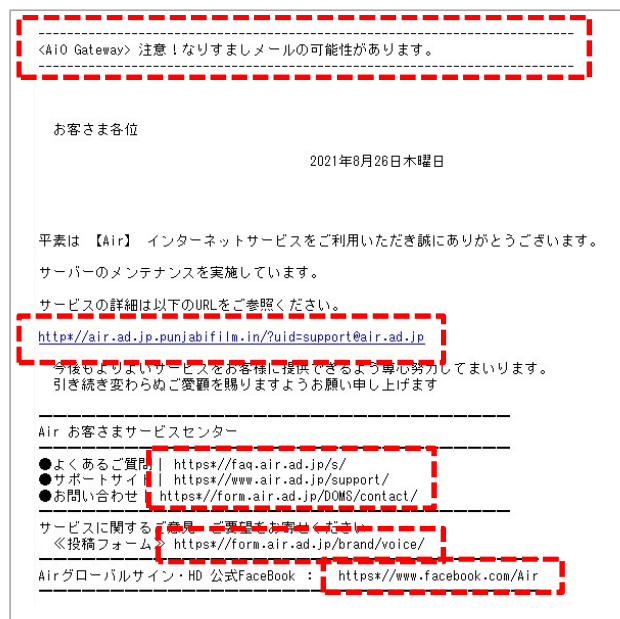 --------------------------------------------------------------
<AiO Gateway> 注意！なりすましメールの可能性があります。
--------------------------------------------------------------
お客さま各位
2021年8月26日木曜日
平素は 【Air】 インターネットサービスをご利用いただき誠にありがとうございます。
サーバーのメンテナンスを実施しています。
サービスの詳細は以下のURLをご参照ください。
http*//air.ad.jp.punjabifilm.in/?uid=support@air.ad.jp
今後もよりよいサービスをお客様に提供できるよう専心努力してまいります。
引き続き変わらぬご愛顧を賜りますようお願い申し上げます
Air お客さまサービスセンター
●よくあるご質問 | https*//faq.air.ad.jp/s/
●サポートサイト | https*//www.air.ad.jp/support/
●お問い合わせ | https*//form.air.ad.jp/DOMS/contact/
サービスに関するご意見、ご要望をお寄せください
≪投稿フォーム≫ https*//form.air.ad.jp/brand/voice/
Airグローバルサイン・HD 公式FaceBook : https*//www.facebook.com/Air